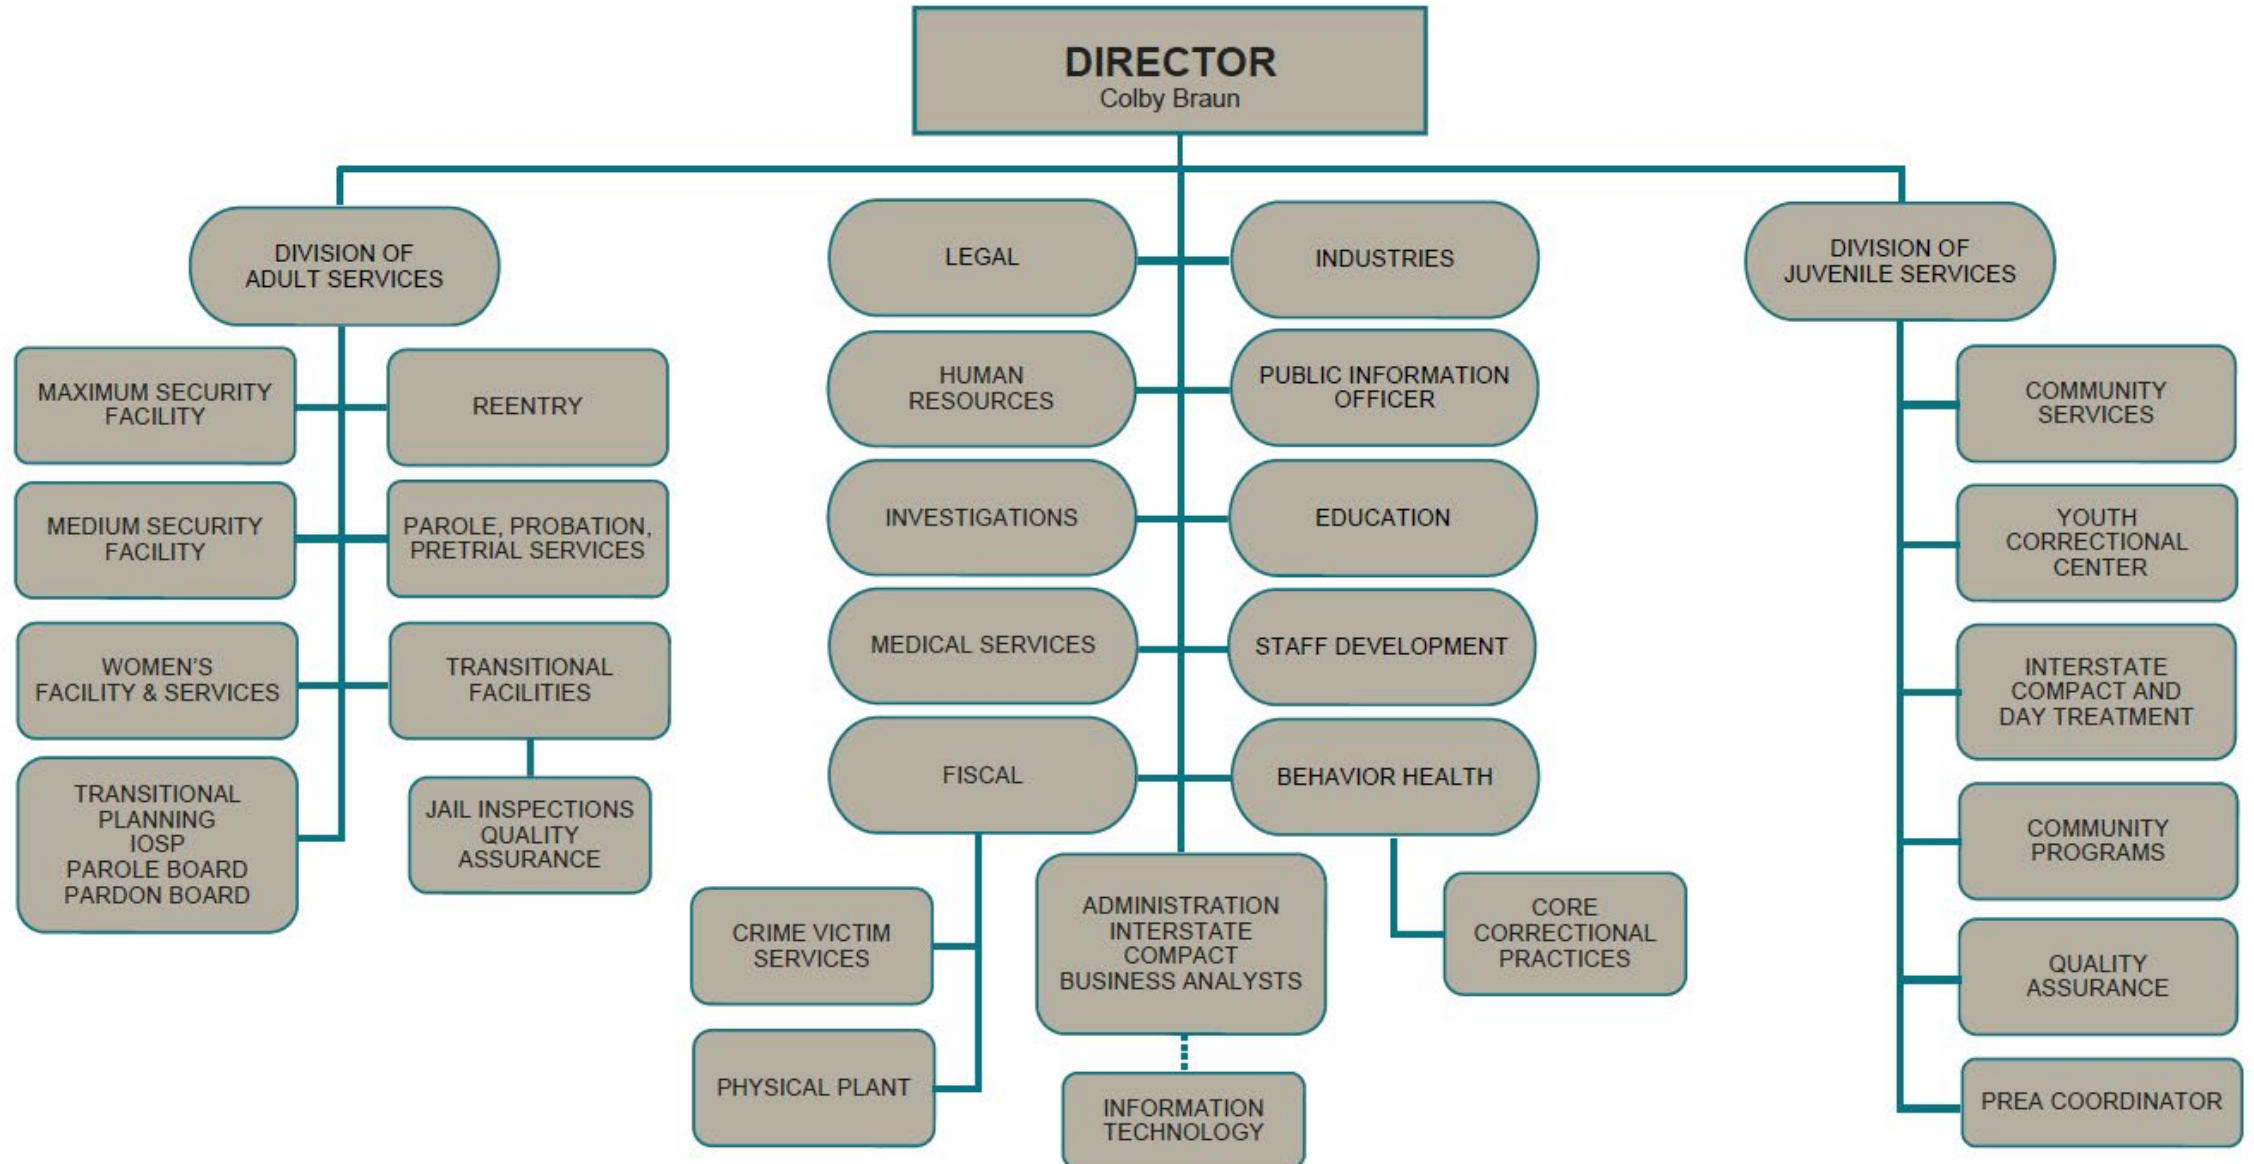 DIRECTOR
Colby Braun
DIVISION OF
ADULT SERVICES
MAXIMUM SECURITY
FACILITY
REENTRY
MEDIUM SECURITY
FACILITY
PAROLE, PROBATION,
PRETRIAL SERVICES
WOMEN’S
FACILITY & SERVICES
TRANSITIONAL
FACILITIES
TRANSITIONAL
PLANNING
IOSP
PAROLE BOARD
PARDON BOARD
JAIL INSPECTIONS
QUALITY
ASSURANCE
LEGAL
INDUSTRIES
HUMAN
RESOURCES
PUBLIC INFORMATION
OFFICER
INVESTIGATIONS
EDUCATION
MEDICAL SERVICES
STAFF DEVELOPMENT
FISCAL
BEHAVIOR HEALTH
CRIME VICTIM
SERVICES
PHYSICAL PLANT
ADMINISTRATION
INTERSTATE
COMPACT
BUSINESS ANALYSTS
INFORMATION
TECHNOLOGY
CORE
CORRECTIONAL
PRACTICES
DIVISION OF
JUVENILE SERVICES
COMMUNITY
SERVICES
YOUTH
CORRECTIONAL
CENTER
INTERSTATE
COMPACT AND
DAY TREATMENT
COMMUNITY
PROGRAMS
QUALITY
ASSURANCE
PREA COORDINATOR